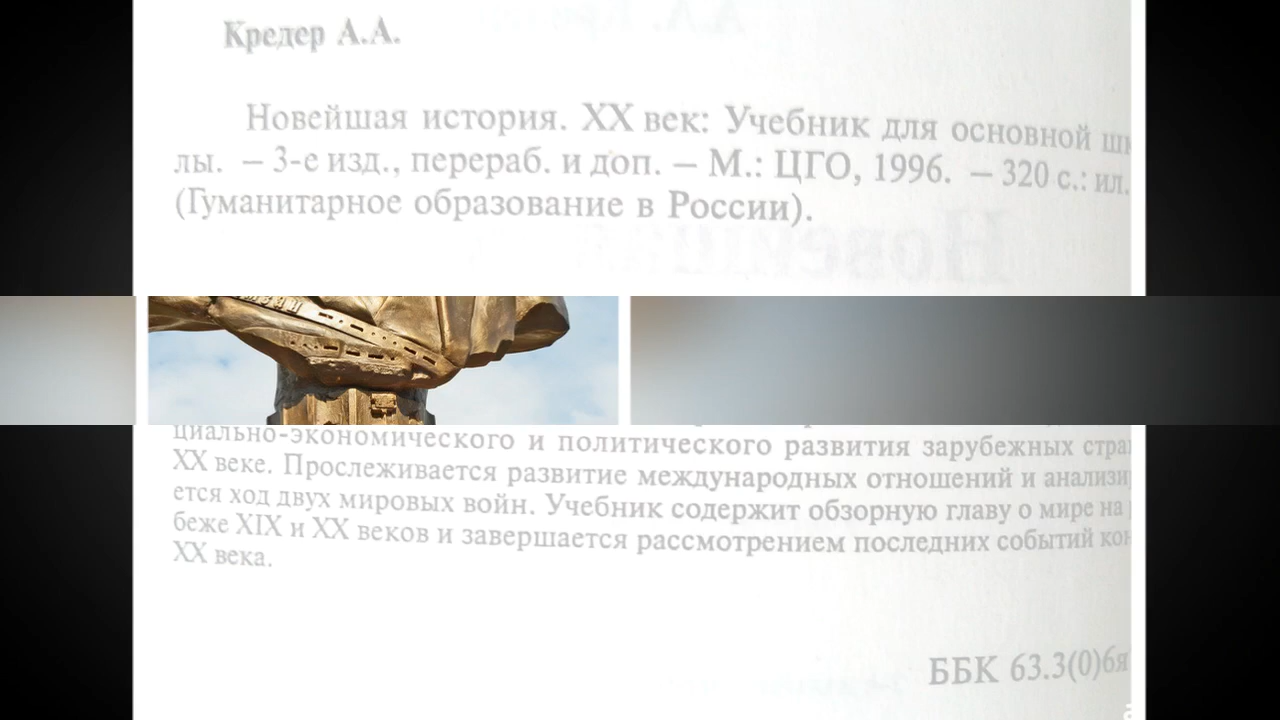 Кредер А.А.
Новейшая история. XX век: Учебник для основной
лы. – 3-е изд., перераб. и доп. – М.: ЦГО, 1996. – 320 с.: ил.
(Гуманитарное образование в России).
циально-экономического и политического развития зарубежных
XX веке. Прослеживается развитие международных отношений и
ется ход двух мировых войн. Учебник содержит обзорную главу о мире на
беже XIX и XX веков и завершается рассмотрением последних событий
XX века.
ББК 63.3(0)6я